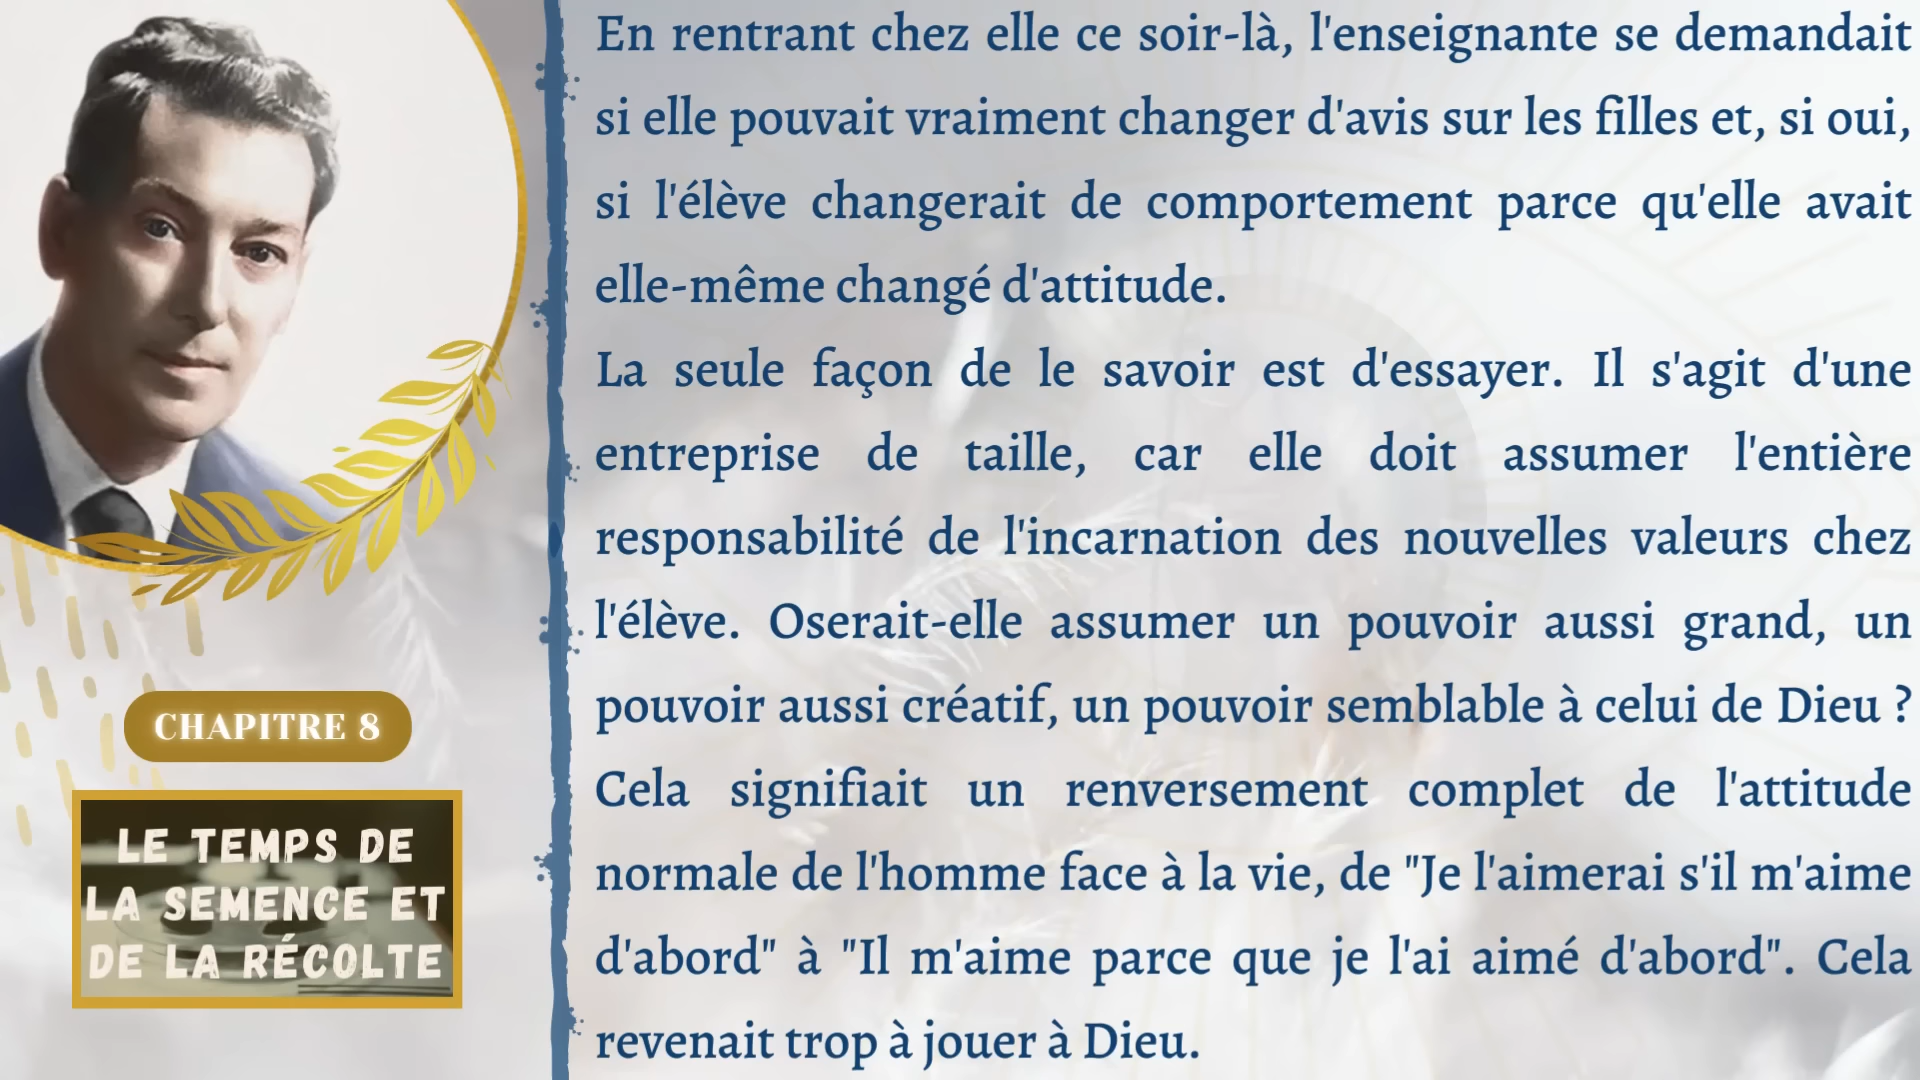 En rentrant chez elle ce soir-là, l'enseignante se demandait
si elle pouvait vraiment changer d'avis sur les filles et, si oui,
si l'élève changerait de comportement parce qu'elle avait
elle-même changé d'attitude.
La seule façon de le savoir est d'essayer. Il s'agit d'une
entreprise de taille, car elle doit assumer l'entière
responsabilité de l'incarnation des nouvelles valeurs chez
l'élève. Oserait-elle assumer un pouvoir aussi grand, un
pouvoir aussi créatif, un pouvoir semblable à celui de Dieu ?
Cela signifiait un renversement complet de l'attitude
normale de l'homme face à la vie, de "Je l'aimerai s'il m'aime
d'abord" à "Il m'aime parce que je l'ai aimé d'abord". Cela
revenait trop à jouer à Dieu.
CHAPITRE 8
LE TEMPS DE
LA SEMENCE ET
DE LA RÉCOLTE